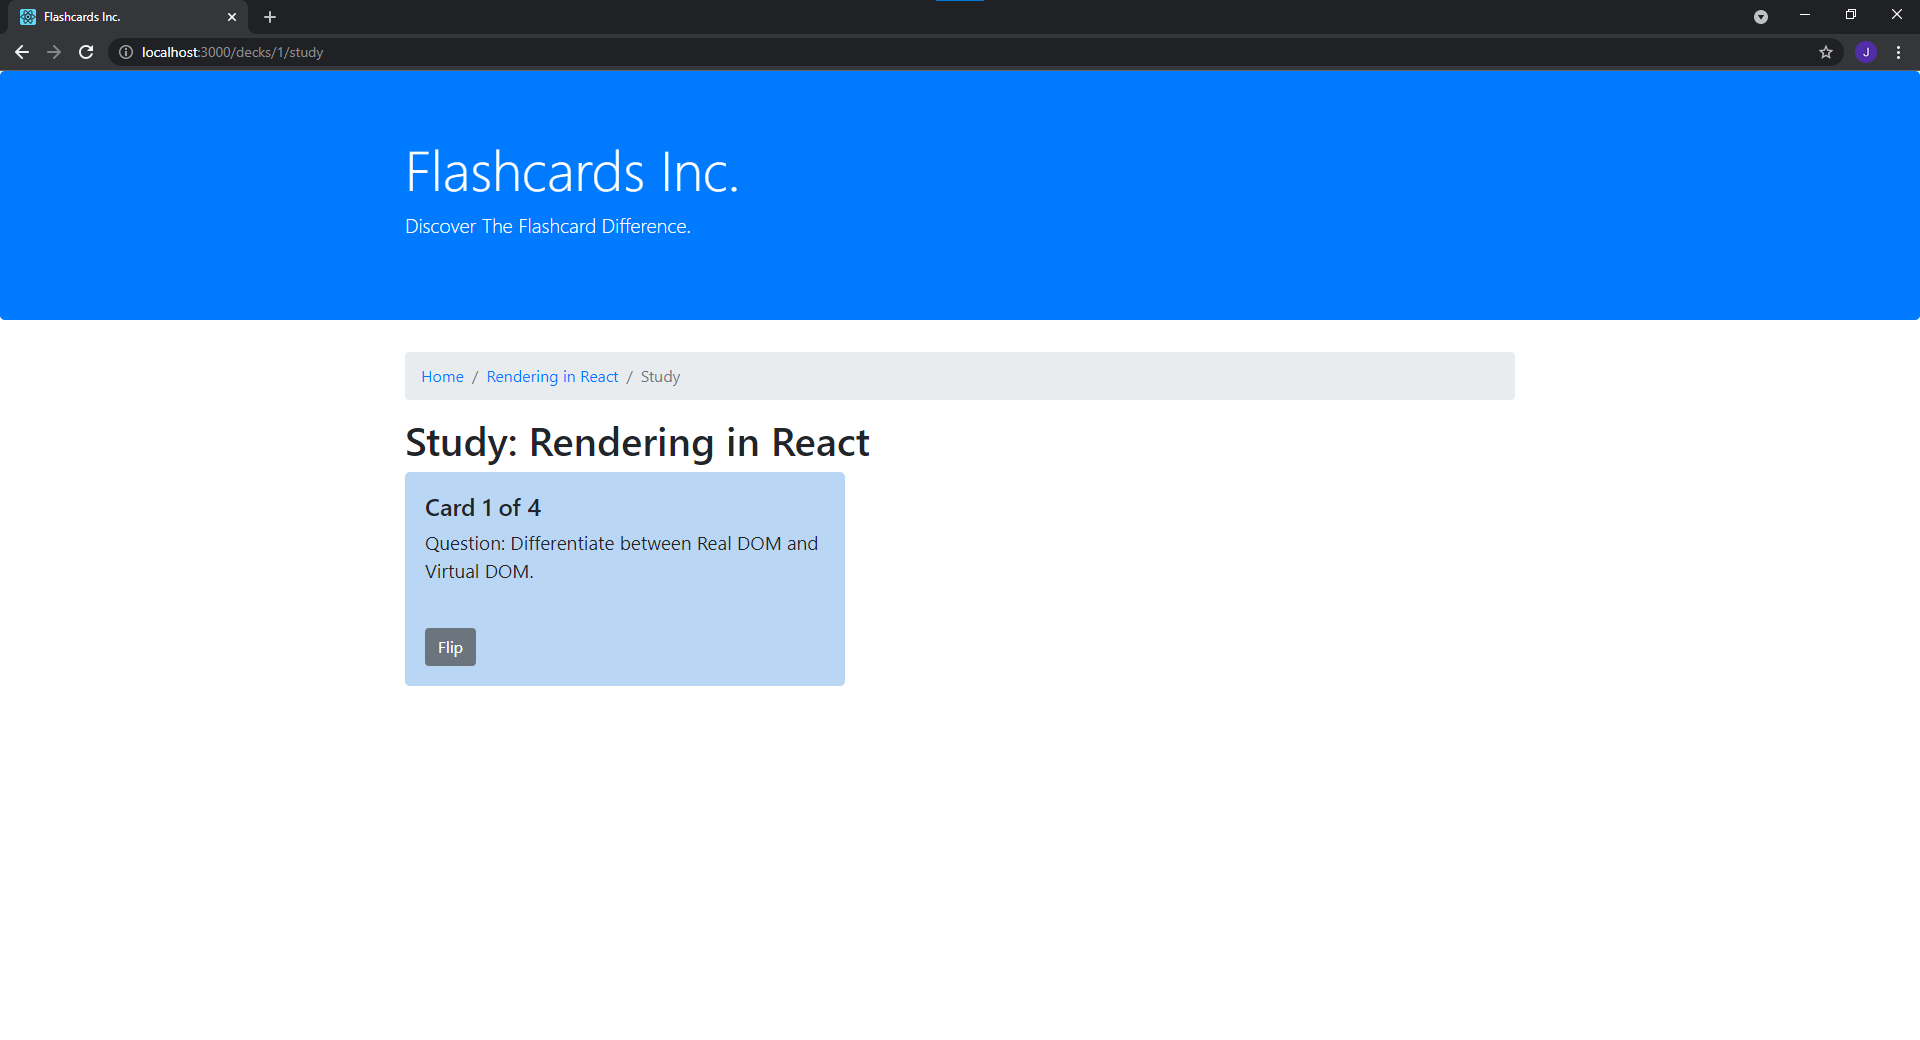 Flashcards Inc.
localhost:3000/decks/1/study
J
Flashcards Inc.
Discover The Flashcard Difference.
Home / Rendering in React / Study
Study: Rendering in React
Card 1 of 4
Question: Differentiate between Real DOM and
Virtual DOM.
Flip